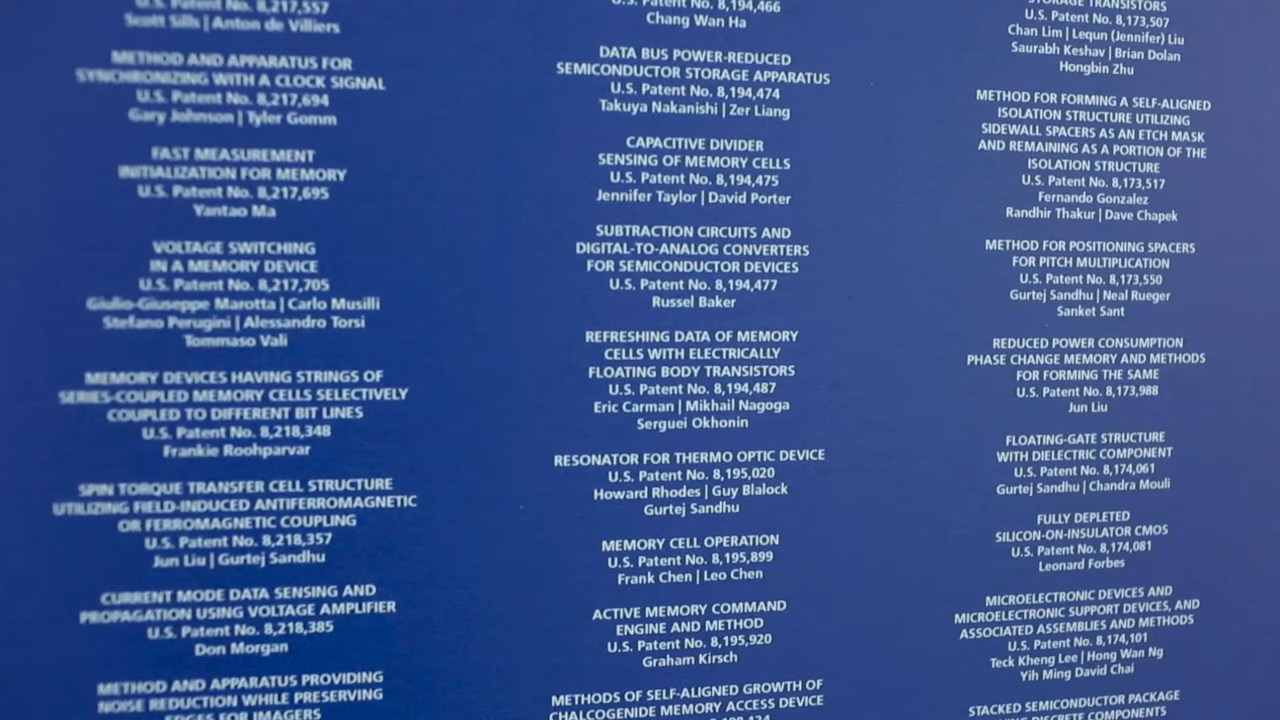 U.S. Patent No. 8,217,557
Scott Sills | Anton de Villiers
METHOD AND APPARATUS FOR
SYNCHRONIZING WITH A CLOCK SIGNAL
U.S. Patent No. 8,217,694
Gary Johnson | Tyler Gomm
FAST MEASUREMENT
INITIALIZATION FOR MEMORY
U.S. Patent No. 8,217,695
Yantao Ma
VOLTAGE SWITCHING
IN A MEMORY DEVICE
U.S. Patent No. 8,217,705
Giulio-Giuseppe Marotta | Carlo Musilli
Stefano Perugini | Alessandro Torsi
Tommaso Vali
MEMORY DEVICES HAVING STRINGS OF
SERIES-COUPLED MEMORY CELLS SELECTIVELY
COUPLED TO DIFFERENT BIT LINES
U.S. Patent No. 8,218,348
Frankie Roohparvar
SPIN TORQUE TRANSFER CELL STRUCTURE
UTILIZING FIELD-INDUCED ANTIFERROMAGNETIC
OR FERROMAGNETIC COUPLING
U.S. Patent No. 8,218,357
Jun Liu | Gurtej Sandhu
CURRENT MODE DATA SENSING AND
PROPAGATION USING VOLTAGE AMPLIFIER
U.S. Patent No. 8,218,385
Don Morgan
METHOD AND APPARATUS PROVIDING
NOISE REDUCTION WHILE PRESERVING
EDGES FOR IMAGERS
U.S. Patent No. 8,194,466
Chang Wan Ha
DATA BUS POWER-REDUCED
SEMICONDUCTOR STORAGE APPARATUS
U.S. Patent No. 8,194,474
Takuya Nakanishi | Zer Liang
CAPACITIVE DIVIDER
SENSING OF MEMORY CELLS
U.S. Patent No. 8,194,475
Jennifer Taylor | David Porter
SUBTRACTION CIRCUITS AND
DIGITAL-TO-ANALOG CONVERTERS
FOR SEMICONDUCTOR DEVICES
U.S. Patent No. 8,194,477
Russel Baker
REFRESHING DATA OF MEMORY
CELLS WITH ELECTRICALLY
FLOATING BODY TRANSISTORS
U.S. Patent No. 8,194,487
Eric Carman | Mikhail Nagoga
Serguei Okhonin
RESONATOR FOR THERMO OPTIC DEVICE
U.S. Patent No. 8,195,020
Howard Rhodes | Guy Blalock
Gurtej Sandhu
MEMORY CELL OPERATION
U.S. Patent No. 8,195,899
Frank Chen | Leo Chen
ACTIVE MEMORY COMMAND
ENGINE AND METHOD
U.S. Patent No. 8,195,920
Graham Kirsch
METHODS OF SELF-ALIGNED GROWTH OF
CHALCOGENIDE MEMORY ACCESS DEVICE
STORAGE TRANSISTORS
U.S. Patent No. 8,173,507
Chan Lim | Lequn (Jennifer) Liu
Saurabh Keshav | Brian Dolan
Hongbin Zhu
METHOD FOR FORMING A SELF-ALIGNED
ISOLATION STRUCTURE UTILIZING
SIDEWALL SPACERS AS AN ETCH MASK
AND REMAINING AS A PORTION OF THE
ISOLATION STRUCTURE
U.S. Patent No. 8,173,517
Fernando Gonzalez
Randhir Thakur | Dave Chapek
METHOD FOR POSITIONING SPACERS
FOR PITCH MULTIPLICATION
U.S. Patent No. 8,173,550
Gurtej Sandhu | Neal Rueger
Sanket Sant
REDUCED POWER CONSUMPTION
PHASE CHANGE MEMORY AND METHODS
FOR FORMING THE SAME
U.S. Patent No. 8,173,988
Jun Liu
FLOATING-GATE STRUCTURE
WITH DIELECTRIC COMPONENT
U.S. Patent No. 8,174,061
Gurtej Sandhu | Chandra Mouli
FULLY DEPLETED
SILICON-ON-INSULATOR CMOS
U.S. Patent No. 8,174,081
Leonard Forbes
MICROELECTRONIC DEVICES AND
MICROELECTRONIC SUPPORT DEVICES, AND
ASSOCIATED ASSEMBLIES AND METHODS
U.S. Patent No. 8,174,101
Teck Kheng Lee | Hong Wan Ng
Yih Ming David Chai
STACKED SEMICONDUCTOR PACKAGE
DISCRETE COMPONENTS